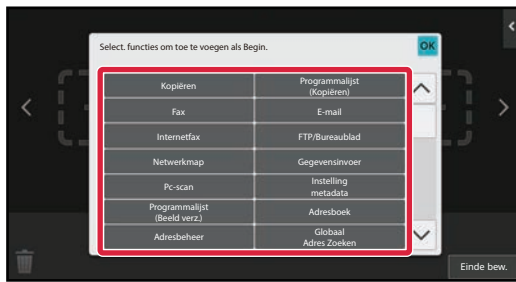 Select. functies om toe te voegen als Begin.
OK
Kopiëren
Programmalijst
(Kopiëren)
Fax
E-mail
Internetfax
FTP/Bureaublad
Netwerkmap
Gegevensinvoer
Pc-scan
Instelling
metadata
Programmalijst
(Beeld verz.)
Adresboek
Adresbeheer
Globaal
Adres Zoeken
Einde bew.